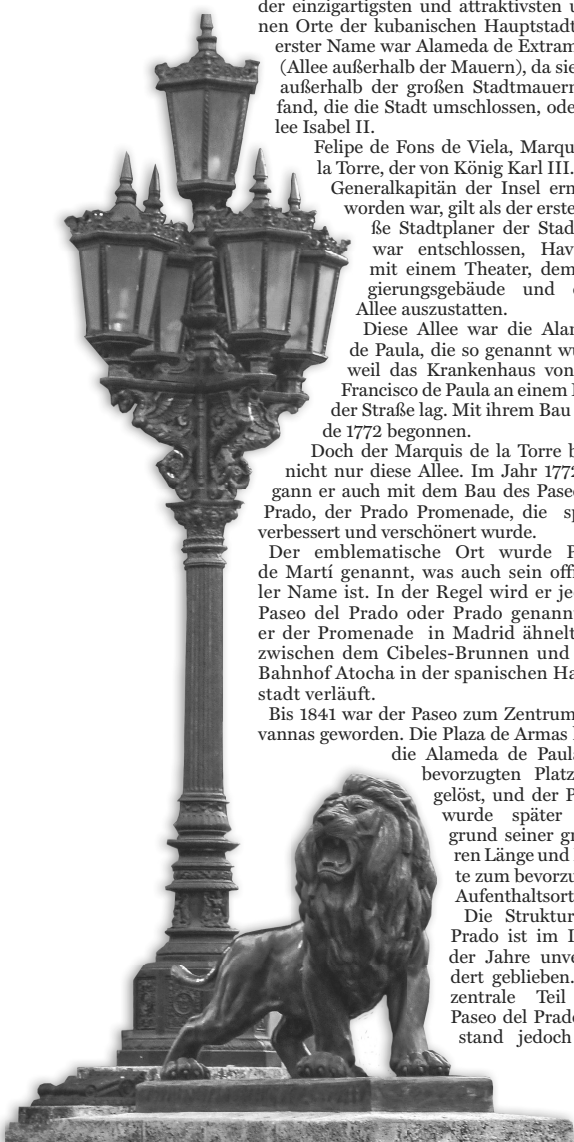 der einzigartigsten und attraktivsten u
nen Orte der kubanischen Hauptstadt
erster Name war Alameda de Extram
(Allee außerhalb der Mauern), da sie
außerhalb der großen Stadtmauern
fand, die die Stadt umschlossen, ode
lee Isabel II.
Felipe de Fons de Viela, Marqu
la Torre, der von König Karl III.
Generalkapitän der Insel ern
worden war, gilt als der erste
ße Stadtplaner der Stad
war entschlossen, Hav
mit einem Theater, dem
gierungsgebäude und
Allee auszustatten.
Diese Allee war die Alam
de Paula, die so genannt wu
weil das Krankenhaus von
Francisco de Paula an einem
der Straße lag. Mit ihrem Bau
de 1772 begonnen.
Doch der Marquis de la Torre b
nicht nur diese Allee. Im Jahr 1772
gann er auch mit dem Bau des Pase
Prado, der Prado Promenade, die sp
verbessert und verschönert wurde.
Der emblematische Ort wurde P
de Martí genannt, was auch sein offi
ler Name ist. In der Regel wird er je
Paseo del Prado oder Prado genann
er der Promenade in Madrid ähnelt
zwischen dem Cibeles-Brunnen und
Bahnhof Atocha in der spanischen Ha
stadt verläuft.
Bis 1841 war der Paseo zum Zentrum
vannas geworden. Die Plaza de Armas
die Alameda de Paula
bevorzugten Platz
gelöst, und der P
wurde später
grund seiner gr
ren Länge und
te zum bevorzu
Aufenthaltsort
Die Struktur
Prado ist im L
der Jahre unve
dert geblieben.
zentrale Teil
Paseo del Prado
stand jedoch